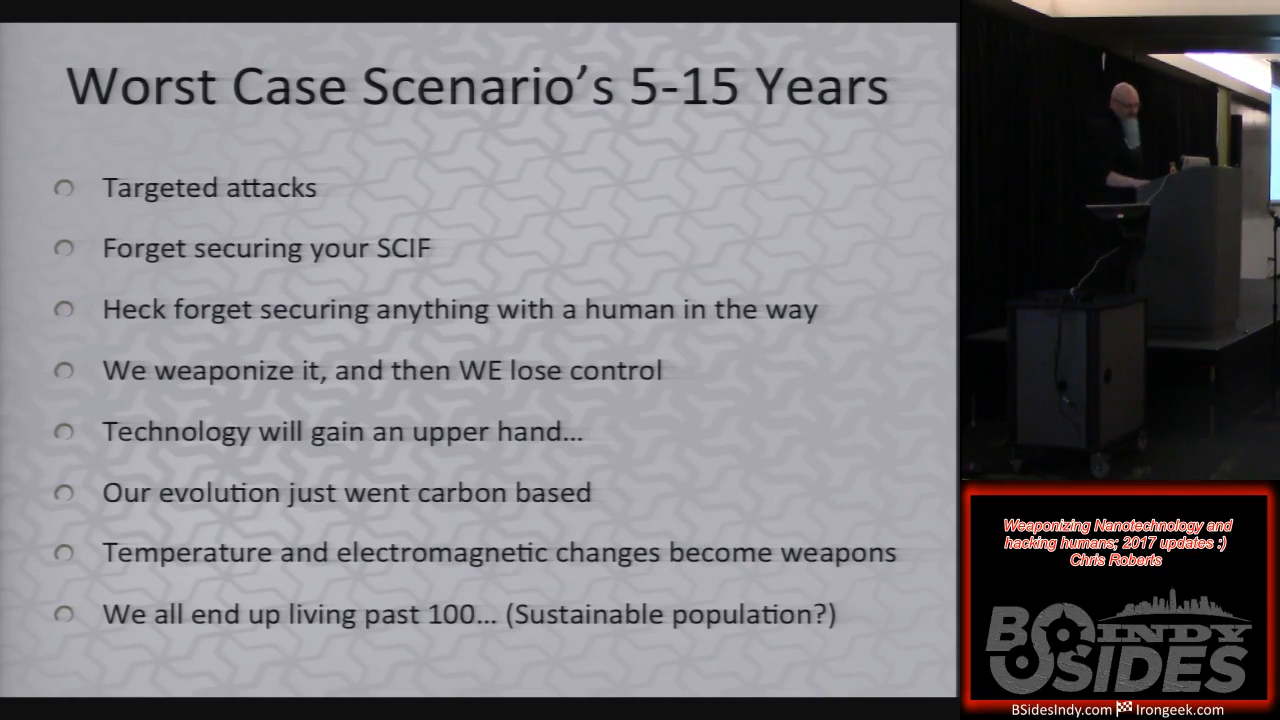 Worst Case Scenario’s 5-15 Years
Targeted attacks
Forget securing your SCIF
Heck forget securing anything with a human in the way
We weaponize it, and then WE lose control
Technology will gain an upper hand...
Our evolution just went carbon based
Temperature and electromagnetic changes become weapons
We all end up living past 100... (Sustainable population?)
Weaponizing Nanotechnology and
hacking humans; 2017 updates :)
Chris Roberts
BSIDES
INDY
BSidesIndy.com Irongeek.com